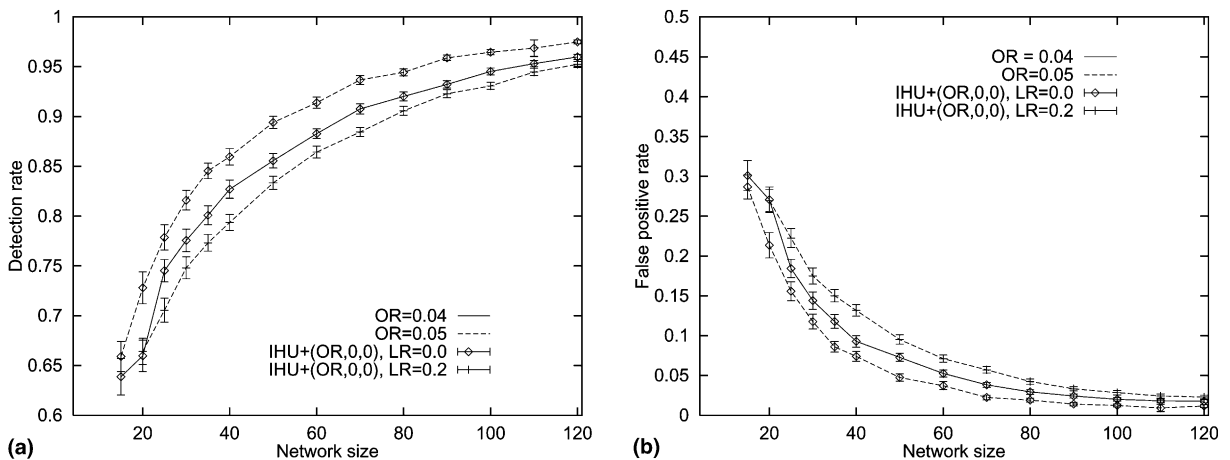 1
0.95
0.9
0.85
0.8
0.75
0.7
0.65
0.6
Detection rate
OR=0.04
OR=0.05
IHU+(OR,0,0), LR=0.0
IHU+(OR,0,0), LR=0.2
20 40 60 80 100 120
Network size
(a)
0.5
0.45
0.4
0.35
0.3
0.25
0.2
0.15
0.1
0.05
0
False positive rate
OR = 0.04
OR=0.05
IHU+(OR,0,0), LR=0.0
IHU+(OR,0,0), LR=0.2
20 40 60 80 100 120
Network size
(b)